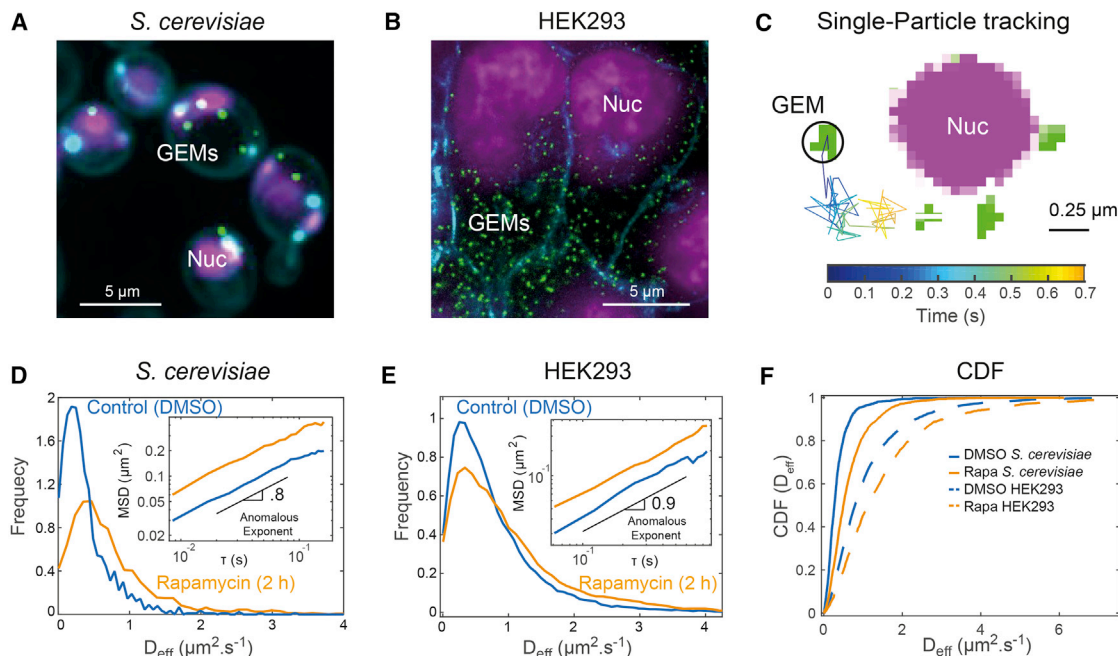 A
S. cerevisiae
GEMs
Nuc
5 µm
B
HEK293
Nuc
GEMs
5 µm
C
Single-Particle tracking
GEM
Nuc
0.25 µm
0 0.1 0.2 0.3 0.4 0.5 0.6 0.7
Time (s)
D
S. cerevisiae
Control (DMSO)
Frequecy
2
1.6
1.2
0.8
0.4
0
0 1 2 3 4
Deff (µm².s⁻¹)
Rapamycin (2 h)
MSD (µm²)
0.2
0.1
0.05
0.02
.8
Anomalous
Exponent
10⁻² 10⁻¹
τ (s)
E
HEK293
Control (DMSO)
Frequency
1
0.8
0.6
0.4
0.2
0
0 1 2 3 4
Deff (µm².s⁻¹)
Rapamycin (2 h)
MSD (µm²)
10⁻¹
0.9
Anomalous
Exponent
10⁻¹
τ (s)
F
CDF
CDF (Deff)
1
0.8
0.6
0.4
0.2
0
DMSO S. cerevisiae
Rapa S. cerevisiae
DMSO HEK293
Rapa HEK293
0 2 4 6
Deff (µm².s⁻¹)